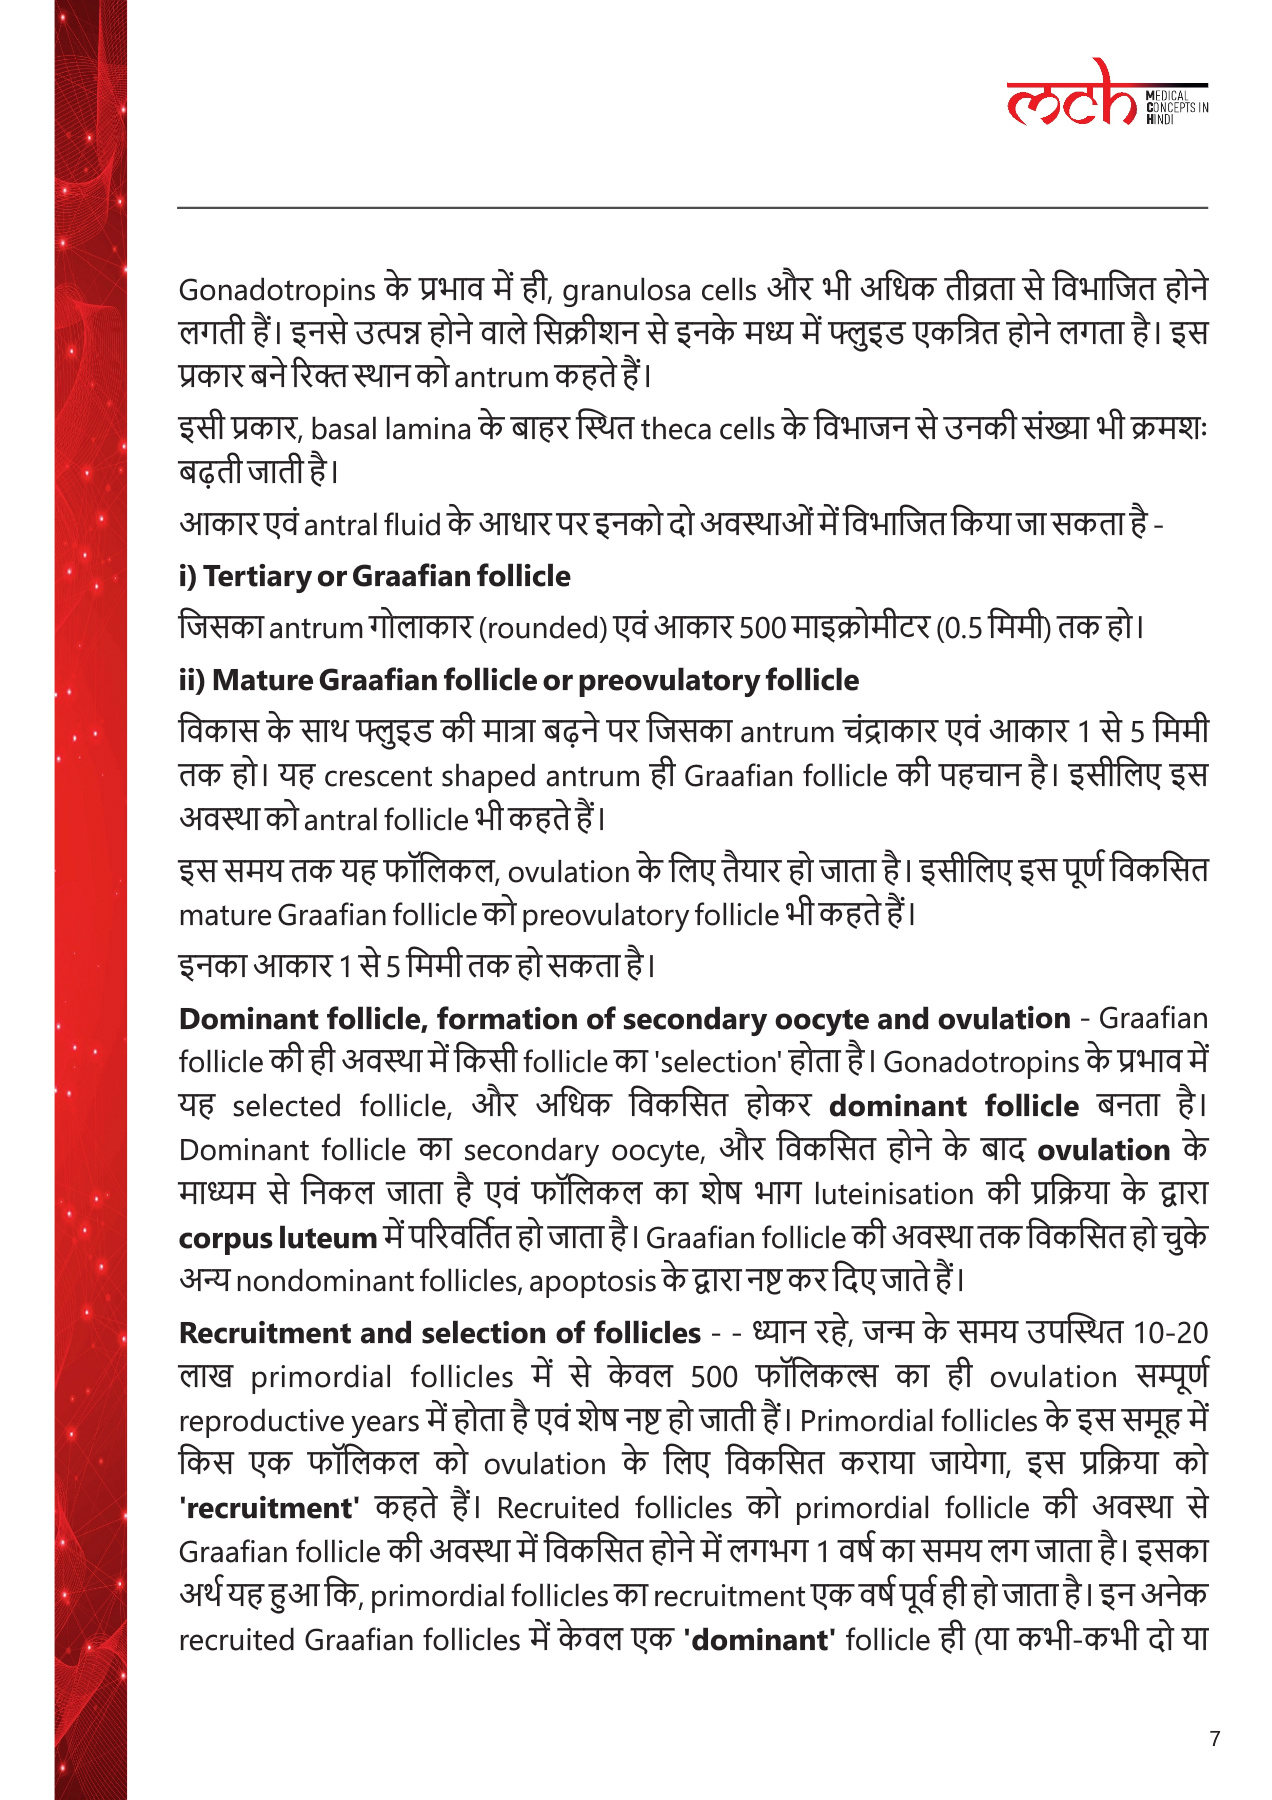 mch
MEDICAL
CONCEPTS IN
HINDI
Gonadotropins के प्रभाव में ही, granulosa cells और भी अधिक तीव्रता से विभाजित होने
लगती हैं। इनसे उत्पन्न होने वाले सिक्रीशन से इनके मध्य में फ्लुइड एकत्रित होने लगता है। इस
प्रकार बने रिक्त स्थान को antrum कहते हैं।
इसी प्रकार, basal lamina के बाहर स्थित theca cells के विभाजन से उनकी संख्या भी क्रमशः
बढ़ती जाती है।
आकार एवं antral fluid के आधार पर इनको दो अवस्थाओं में विभाजित किया जा सकता है -
i) Tertiary or Graafian follicle
जिसका antrum गोलाकार (rounded) एवं आकार 500 माइक्रोमीटर (0.5 मिमी) तक हो।
ii) Mature Graafian follicle or preovulatory follicle
विकास के साथ फ्लुइड की मात्रा बढ़ने पर जिसका antrum चंद्राकार एवं आकार 1 से 5 मिमी
तक हो। यह crescent shaped antrum ही Graafian follicle की पहचान है। इसीलिए इस
अवस्था को antral follicle भी कहते हैं।
इस समय तक यह फॉलिकल, ovulation के लिए तैयार हो जाता है। इसीलिए इस पूर्ण विकसित
mature Graafian follicle को preovulatory follicle भी कहते हैं।
इनका आकार 1 से 5 मिमी तक हो सकता है।
Dominant follicle, formation of secondary oocyte and ovulation - Graafian
follicle की ही अवस्था में किसी follicle का 'selection' होता है। Gonadotropins के प्रभाव में
यह selected follicle, और अधिक विकसित होकर dominant follicle बनता है।
Dominant follicle का secondary oocyte, और विकसित होने के बाद ovulation के
माध्यम से निकल जाता है एवं फॉलिकल का शेष भाग luteinisation की प्रक्रिया के द्वारा
corpus luteum में परिवर्तित हो जाता है। Graafian follicle की अवस्था तक विकसित हो चुके
अन्य nondominant follicles, apoptosis के द्वारा नष्ट कर दिए जाते हैं।
Recruitment and selection of follicles - - ध्यान रहे, जन्म के समय उपस्थित 10-20
लाख primordial follicles में से केवल 500 फॉलिकल्स का ही ovulation सम्पूर्ण
reproductive years में होता है एवं शेष नष्ट हो जाती हैं। Primordial follicles के इस समूह में
किस एक फॉलिकल को ovulation के लिए विकसित कराया जायेगा, इस प्रक्रिया को
'recruitment' कहते हैं। Recruited follicles को primordial follicle की अवस्था से
Graafian follicle की अवस्था में विकसित होने में लगभग 1 वर्ष का समय लग जाता है। इसका
अर्थ यह हुआ कि, primordial follicles का recruitment एक वर्ष पूर्व ही हो जाता है। इन अनेक
recruited Graafian follicles में केवल एक 'dominant' follicle ही (या कभी-कभी दो या
7